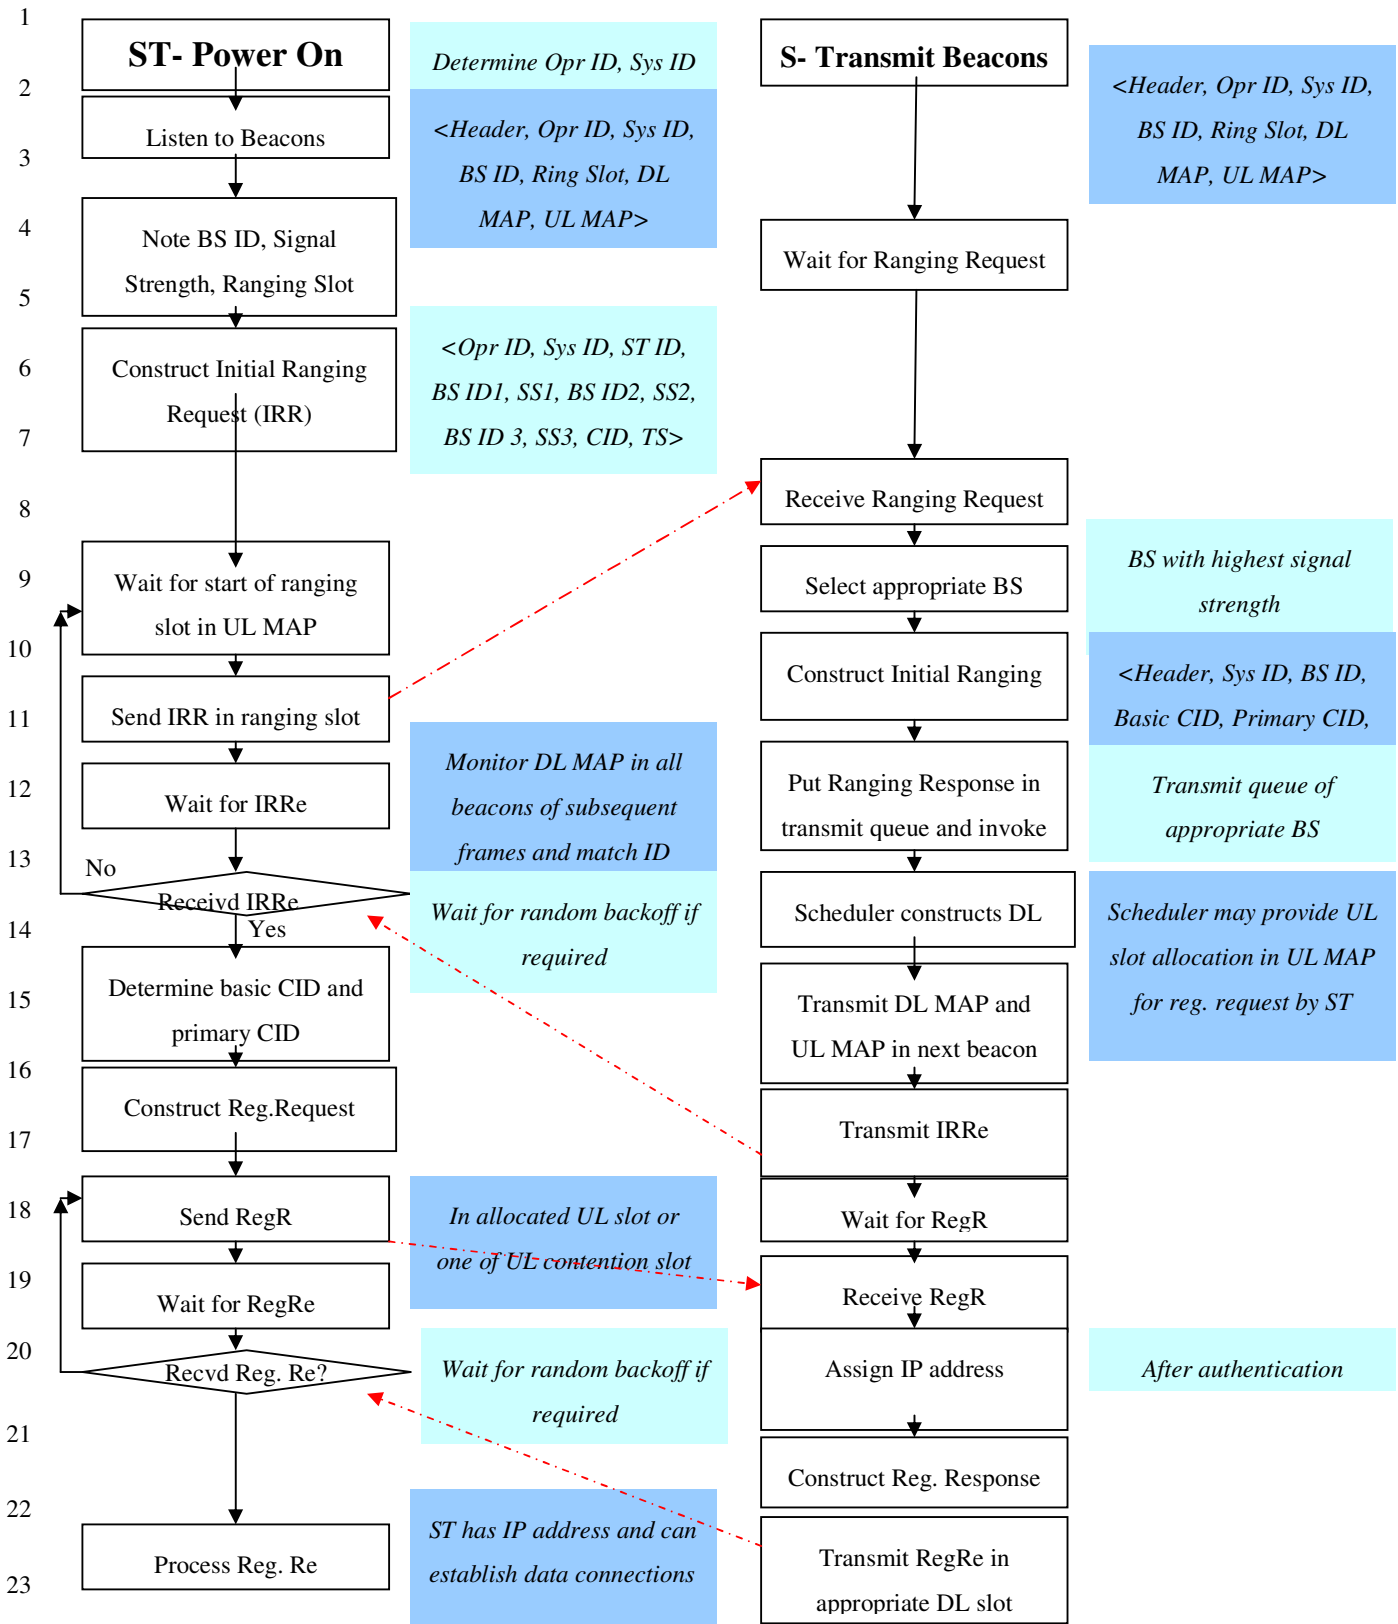 1
ST- Power On
2
Listen to Beacons
3
4
Note BS ID, Signal
Strength, Ranging Slot
5
6
Construct Initial Ranging
Request (IRR)
7
8
9
Wait for start of ranging
slot in UL MAP
10
11
Send IRR in ranging slot
12
Wait for IRRe
13
No
Receivd IRRe
14
Yes
15
Determine basic CID and
primary CID
16
Construct Reg.Request
17
18
Send RegR
19
Wait for RegRe
20
Recvd Reg. Re?
21
22
Process Reg. Re
23
Determine Opr ID, Sys ID
<Header, Opr ID, Sys ID,
BS ID, Ring Slot, DL
MAP, UL MAP>
<Opr ID, Sys ID, ST ID,
BS ID1, SS1, BS ID2, SS2,
BS ID 3, SS3, CID, TS>
Monitor DL MAP in all
beacons of subsequent
frames and match ID
Wait for random backoff if
required
In allocated UL slot or
one of UL contention slot
Wait for random backoff if
required
ST has IP address and can
establish data connections
S- Transmit Beacons
Wait for Ranging Request
Receive Ranging Request
Select appropriate BS
Construct Initial Ranging
Put Ranging Response in
transmit queue and invoke
Scheduler constructs DL
Transmit DL MAP and
UL MAP in next beacon
Transmit IRRe
Wait for RegR
Receive RegR
Assign IP address
Construct Reg. Response
Transmit RegRe in
appropriate DL slot
<Header, Opr ID, Sys ID,
BS ID, Ring Slot, DL
MAP, UL MAP>
BS with highest signal
strength
<Header, Sys ID, BS ID,
Basic CID, Primary CID,
Transmit queue of
appropriate BS
Scheduler may provide UL
slot allocation in UL MAP
for reg. request by ST
After authentication